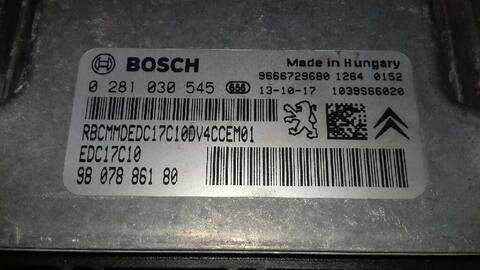 BOSCH
Made in Hungary
9666729680 1264 0152
0 281 030 545 656 13-10-17 1039S66020
RBCMMDEDC17C10DV4CCEM01
EDC17C10
98 078 861 80